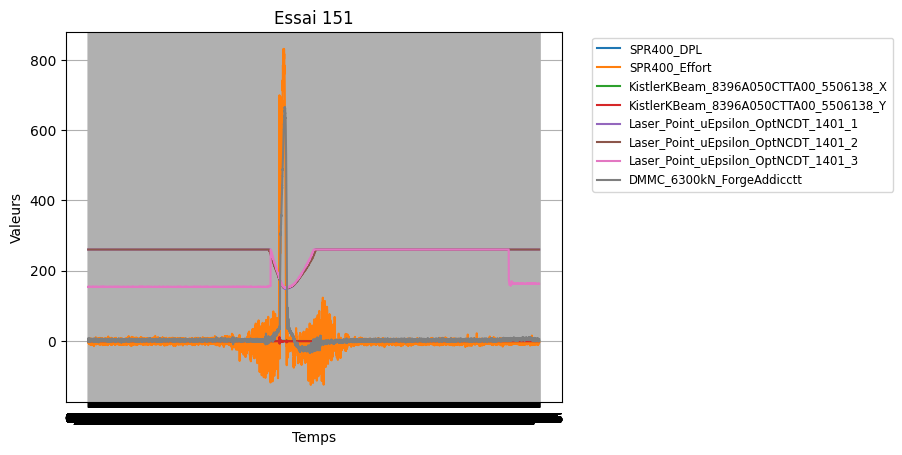 Essai 151
Valeurs
800
600
400
200
0
Temps
SPR400_DPL
SPR400_Effort
KistlerKBeam_8396A050CTTA00_5506138_X
KistlerKBeam_8396A050CTTA00_5506138_Y
Laser_Point_uEpsilon_OptNCDT_1401_1
Laser_Point_uEpsilon_OptNCDT_1401_2
Laser_Point_uEpsilon_OptNCDT_1401_3
DMMC_6300kN_ForgeAddicctt